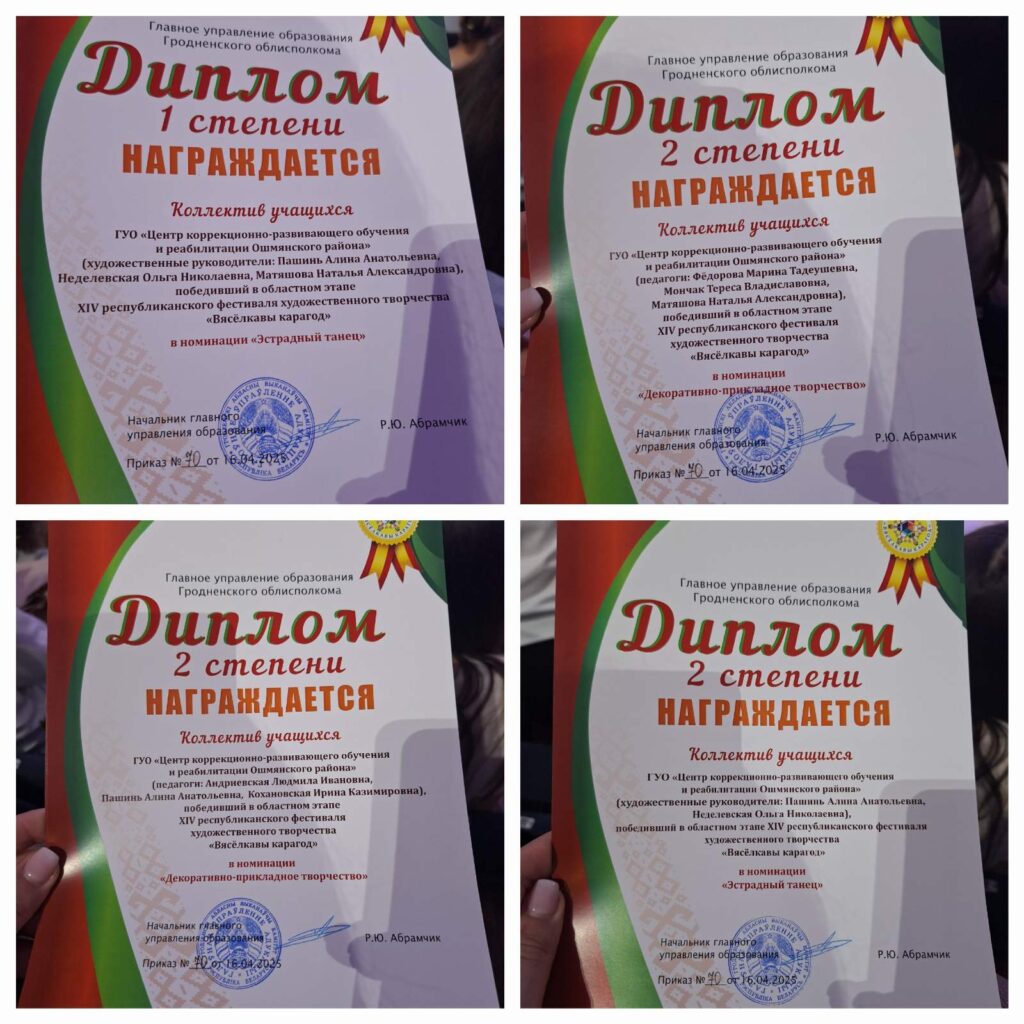 Главное управление образования
Гродненского облисполкома
Диплом
1 степени
НАГРАЖДАЕТСЯ
Коллектив учащихся
ГУО «Центр коррекционно-развивающего обучения
и реабилитации Ошмянского района»
(художественные руководители: Пашинь Алина Анатольевна,
Неделевская Ольга Николаевна, Матяшова Наталья Александровна),
победивший в областном этапе
XIV республиканского фестиваля художественного творчества
«Вясёлкавы карагод»
в номинации «Эстрадный танец»
Начальник главного
управления образования
Р.Ю. Абрамчик
Приказ № 70 от 16.04.2025
Главное управление образования
Гродненского облисполкома
Диплом
2 степени
НАГРАЖДАЕТСЯ
Коллектив учащихся
ГУО «Центр коррекционно-развивающего обучения
и реабилитации Ошмянского района»
(педагоги: Фёдорова Марина Тадеушевна,
Мончак Тереса Владиславовна,
Матяшова Наталья Александровна),
победивший в областном этапе
XIV республиканского фестиваля
художественного творчества
«Вясёлкавы карагод»
в номинации
«Декоративно-прикладное творчество»
Начальник главного
управления образования
Р.Ю. Абрамчик
Приказ № 70 от 16.04.2025
Главное управление образования
Гродненского облисполкома
Диплом
2 степени
НАГРАЖДАЕТСЯ
Коллектив учащихся
ГУО «Центр коррекционно-развивающего обучения
и реабилитации Ошмянского района»
(педагоги: Андриевская Людмила Ивановна,
Пашинь Алина Анатольевна, Кохановская Ирина Казимировна),
победивший в областном этапе
XIV республиканского фестиваля
художественного творчества
«Вясёлкавы карагод»
в номинации
«Декоративно-прикладное творчество»
Начальник главного
управления образования
Р.Ю. Абрамчик
Приказ № 70 от 16.04.2025
Главное управление образования
Гродненского облисполкома
Диплом
2 степени
НАГРАЖДАЕТСЯ
Коллектив учащихся
ГУО «Центр коррекционно-развивающего обучения
и реабилитации Ошмянского района»
(художественные руководители: Пашинь Алина Анатольевна,
Неделевская Ольга Николаевна),
победивший в областном этапе XIV республиканского фестиваля
художественного творчества
«Вясёлкавы карагод»
в номинации
«Эстрадный танец»
Начальник главного
управления образования
Р.Ю. Абрамчик
Приказ № 70 от 16.04.2025